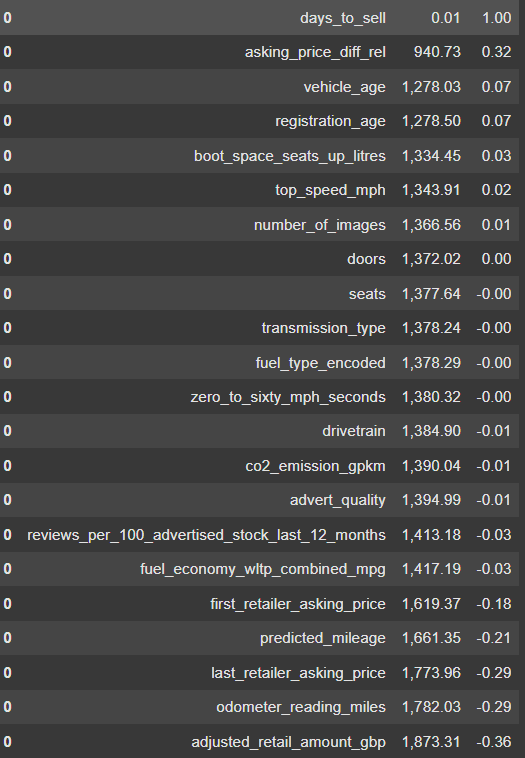 0 days_to_sell 0.01 1.00
0 asking_price_diff_rel 940.73 0.32
0 vehicle_age 1,278.03 0.07
0 registration_age 1,278.50 0.07
0 boot_space_seats_up_litres 1,334.45 0.03
0 top_speed_mph 1,343.91 0.02
0 number_of_images 1,366.56 0.01
0 doors 1,372.02 0.00
0 seats 1,377.64 -0.00
0 transmission_type 1,378.24 -0.00
0 fuel_type_encoded 1,378.29 -0.00
0 zero_to_sixty_mph_seconds 1,380.32 -0.00
0 drivetrain 1,384.90 -0.01
0 co2_emission_gpkm 1,390.04 -0.01
0 advert_quality 1,394.99 -0.01
0 reviews_per_100_advertised_stock_last_12_months 1,413.18 -0.03
0 fuel_economy_wltp_combined_mpg 1,417.19 -0.03
0 first_retailer_asking_price 1,619.37 -0.18
0 predicted_mileage 1,661.35 -0.21
0 last_retailer_asking_price 1,773.96 -0.29
0 odometer_reading_miles 1,782.03 -0.29
0 adjusted_retail_amount_gbp 1,873.31 -0.36